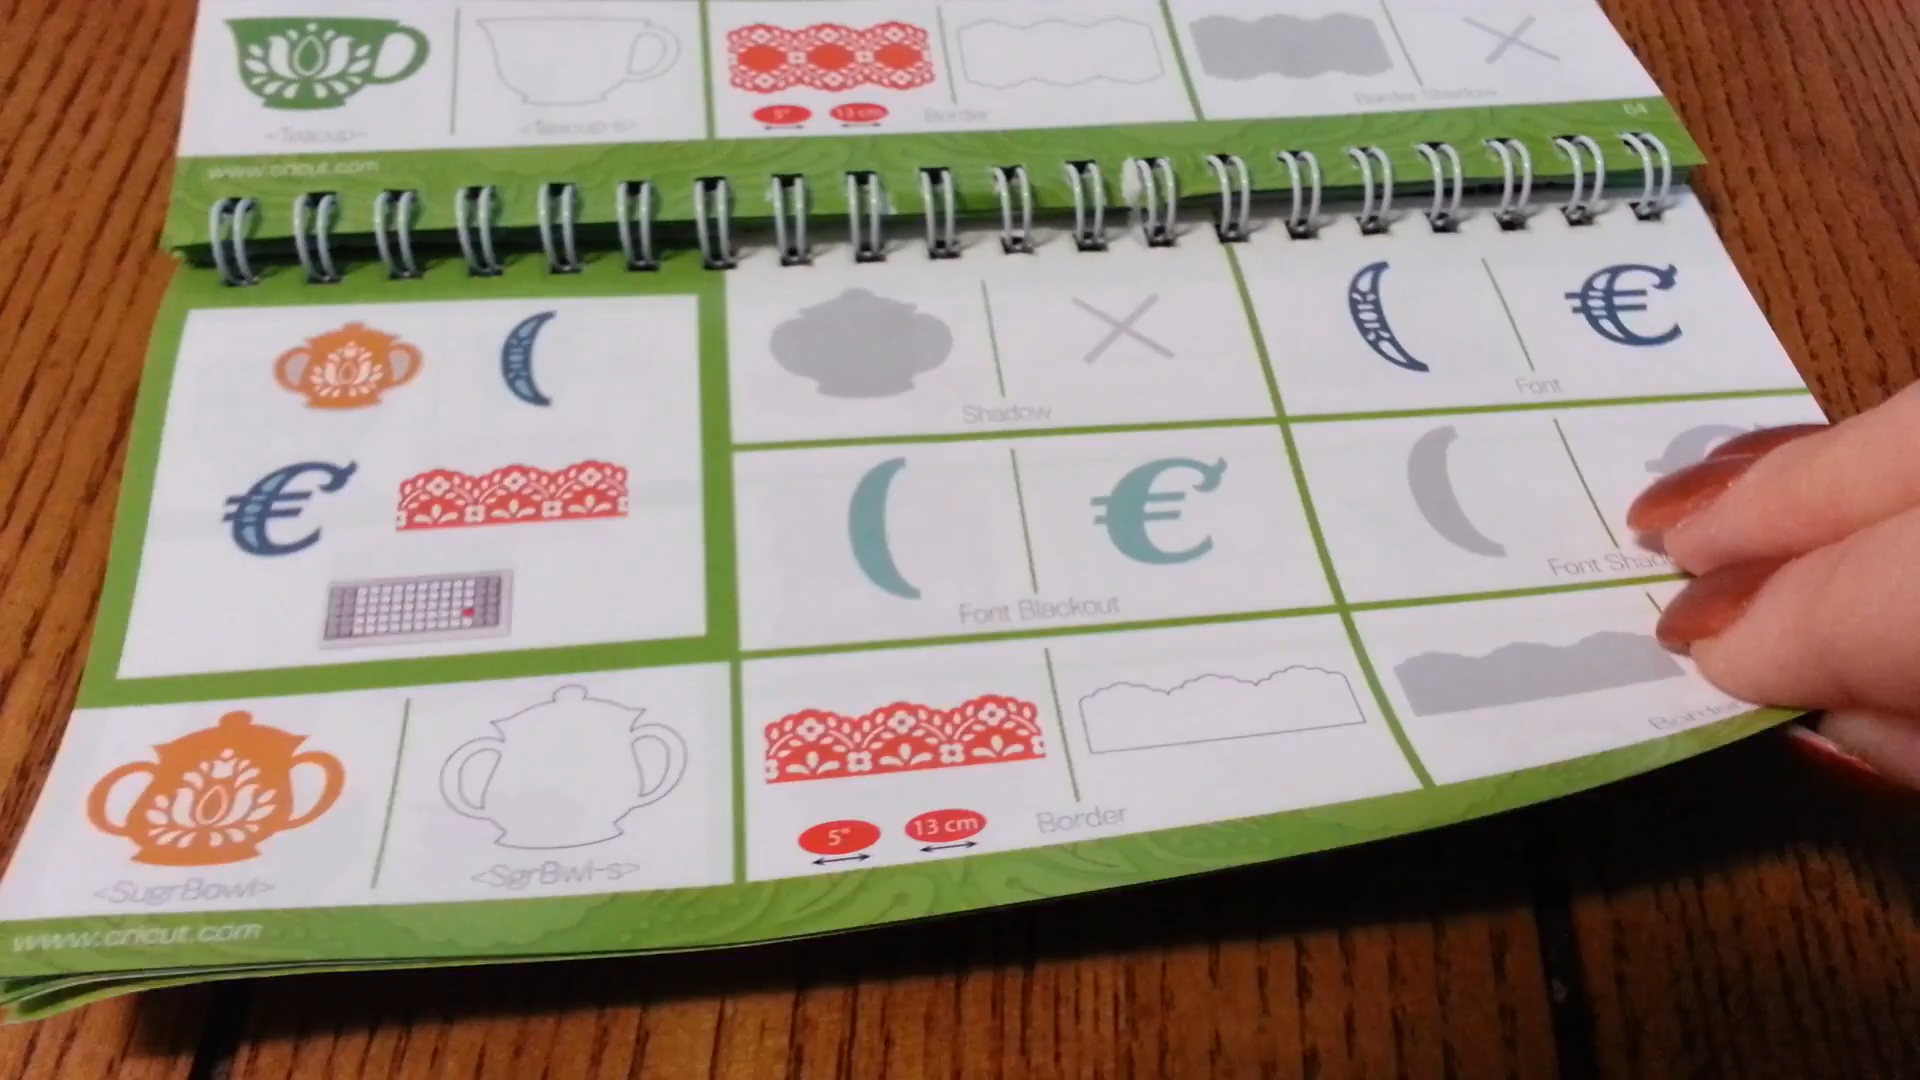 <Teacup>
<Teacup-s>
5"
13 cm
Border
Border Shadow
www.cricut.com
64
Shadow
( €
Font
( €
Font Blackout
Font
<SugrBowl>
<SgrBwl-s>
5"
13 cm
Border
www.cricut.com